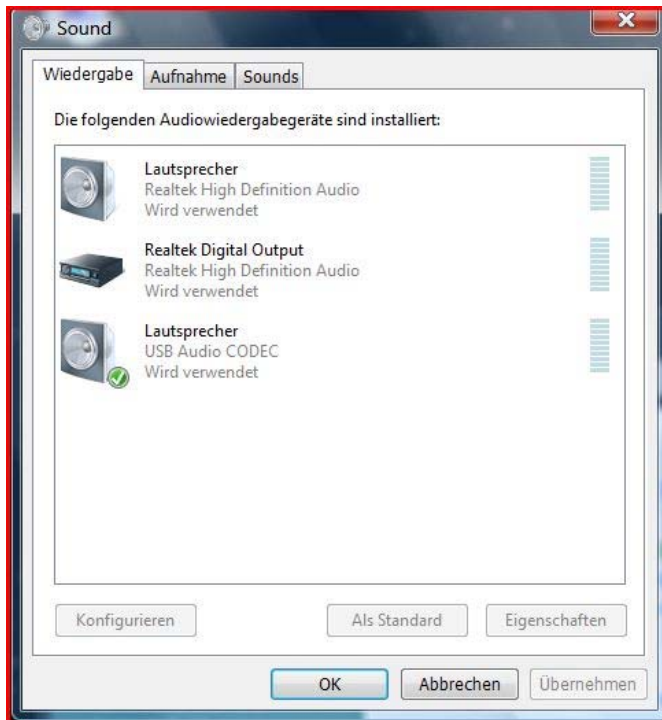 Sound
Wiedergabe Aufnahme Sounds
Die folgenden Audiowiedergabegeräte sind installiert:
Lautsprecher
Realtek High Definition Audio
Wird verwendet
Realtek Digital Output
Realtek High Definition Audio
Wird verwendet
Lautsprecher
USB Audio CODEC
Wird verwendet
Konfigurieren Als Standard Eigenschaften
OK Abbrechen Übernehmen